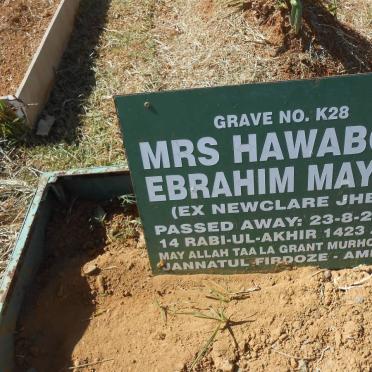 GRAVE NO. K28
MRS HAWAB
EBRAHIM MAY
(EX NEWCLARE JHB
PASSED AWAY: 23-8-2
14 RABI-UL-AKHIR 1423
MAY ALLAH TAALA GRANT MURHO
JANNATUL FIRDOZE - AM